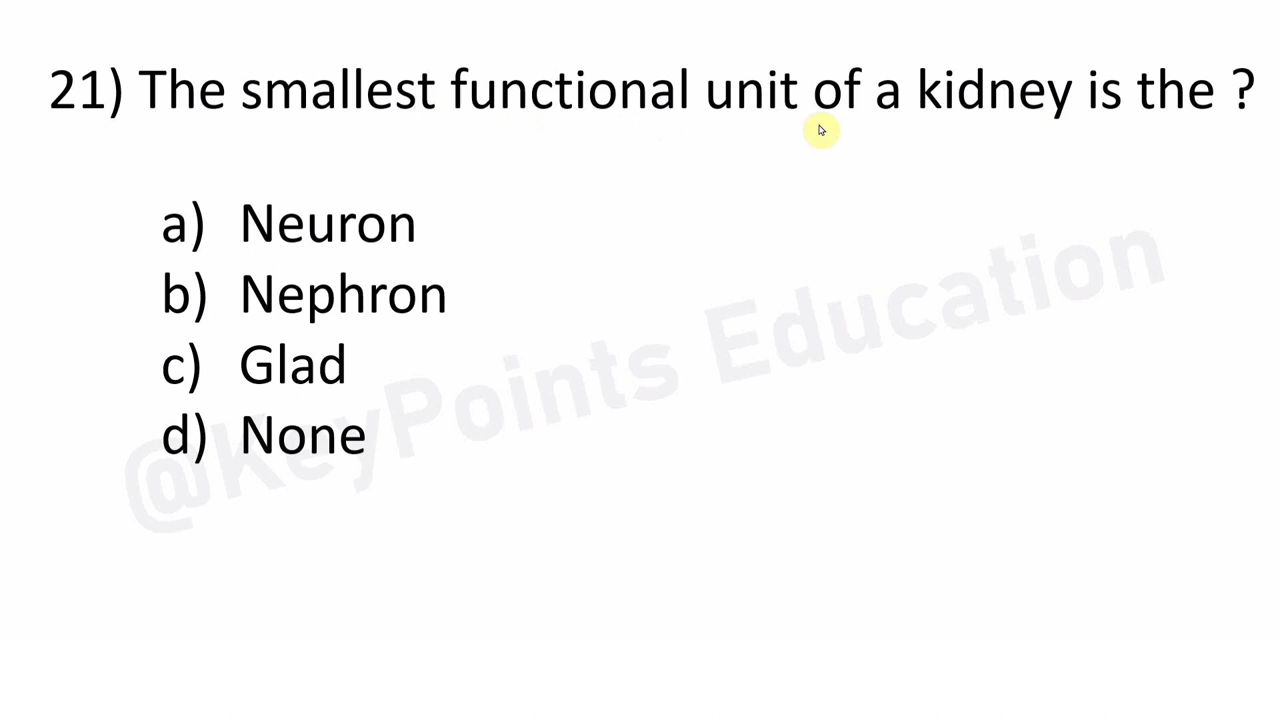 21) The smallest functional unit of a kidney is the ?
a) Neuron
b) Nephron
c) Glad
d) None
@KeyPoints Education